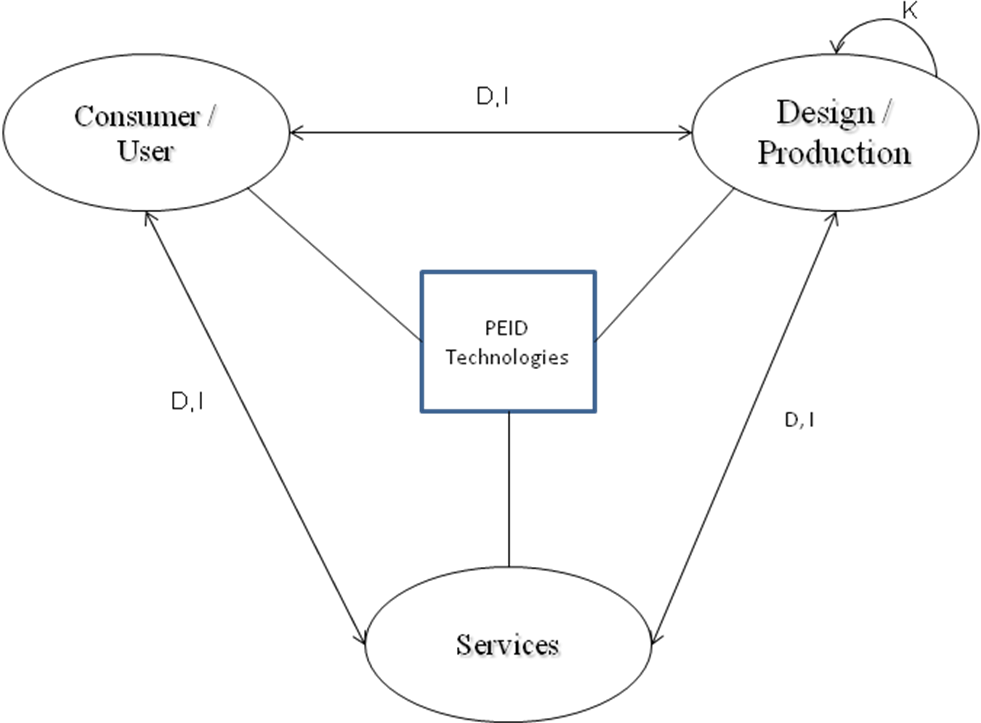 K
Consumer /
User
D,I
Design /
Production
PEID
Technologies
D,I
D,I
Services